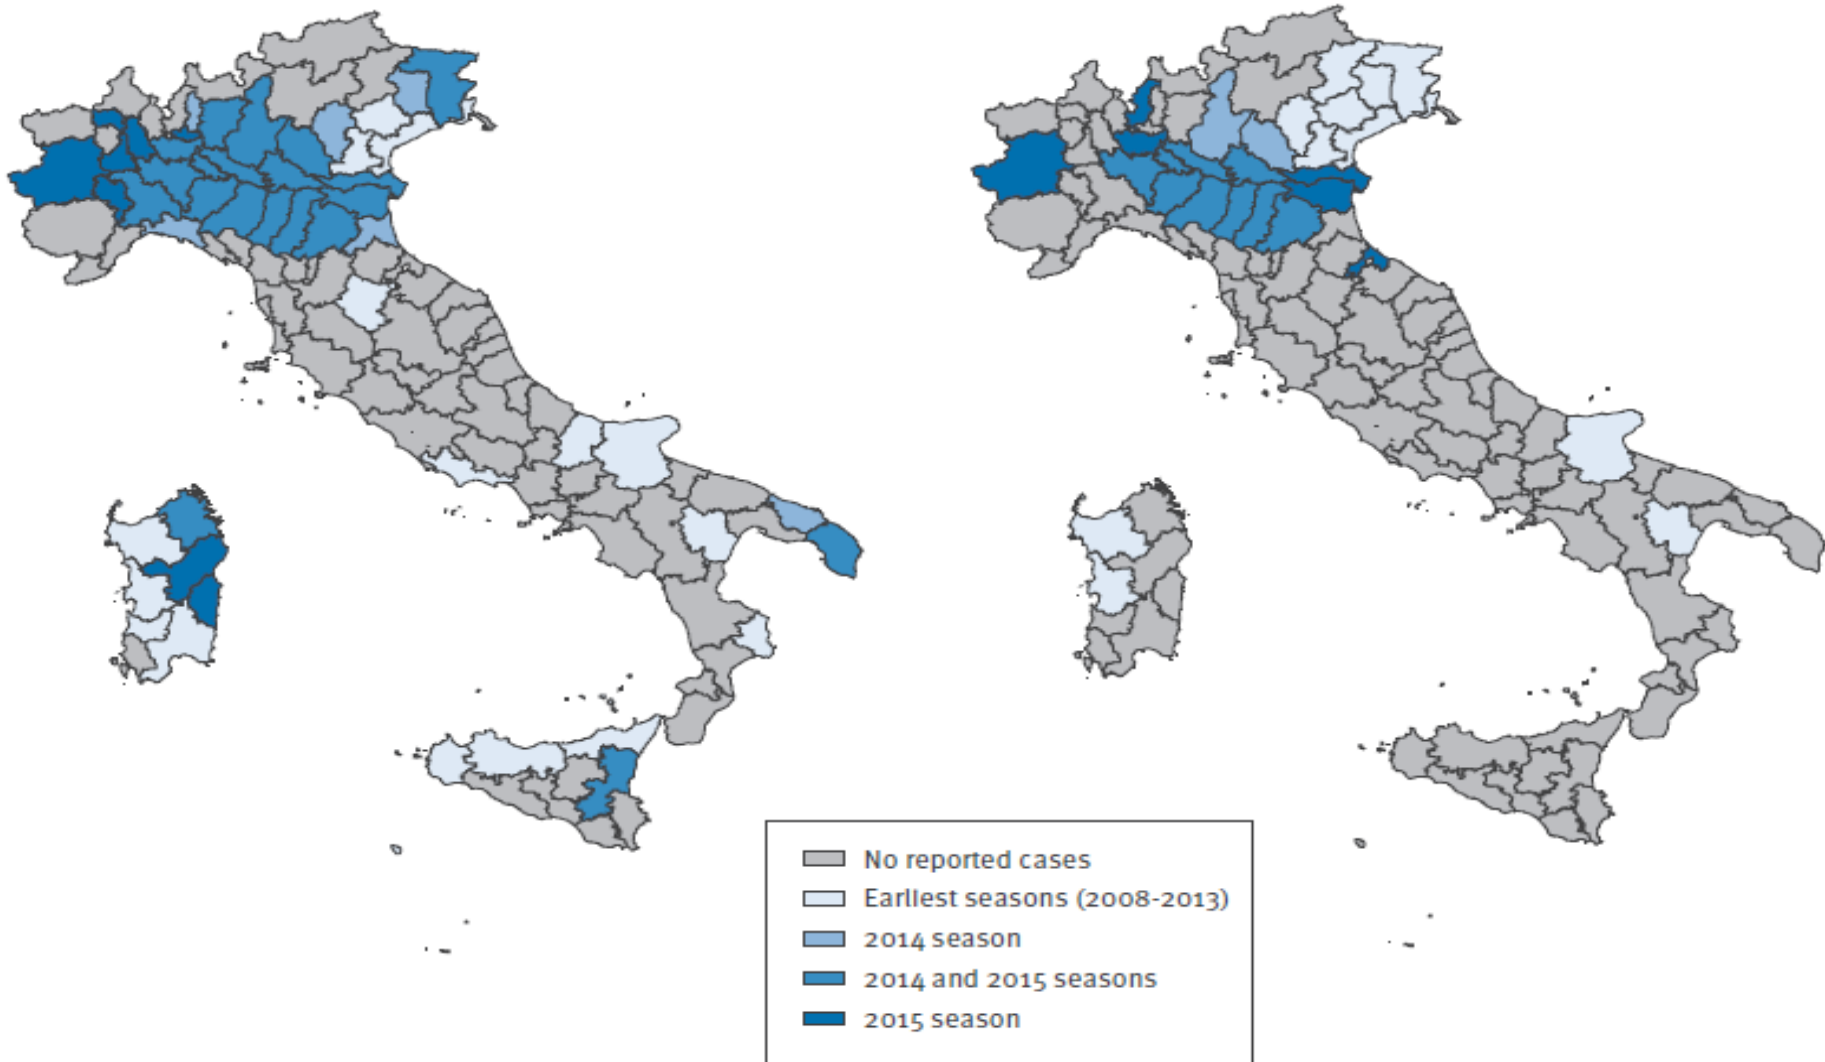 No reported cases
Earliest seasons (2008-2013)
2014 season
2014 and 2015 seasons
2015 season